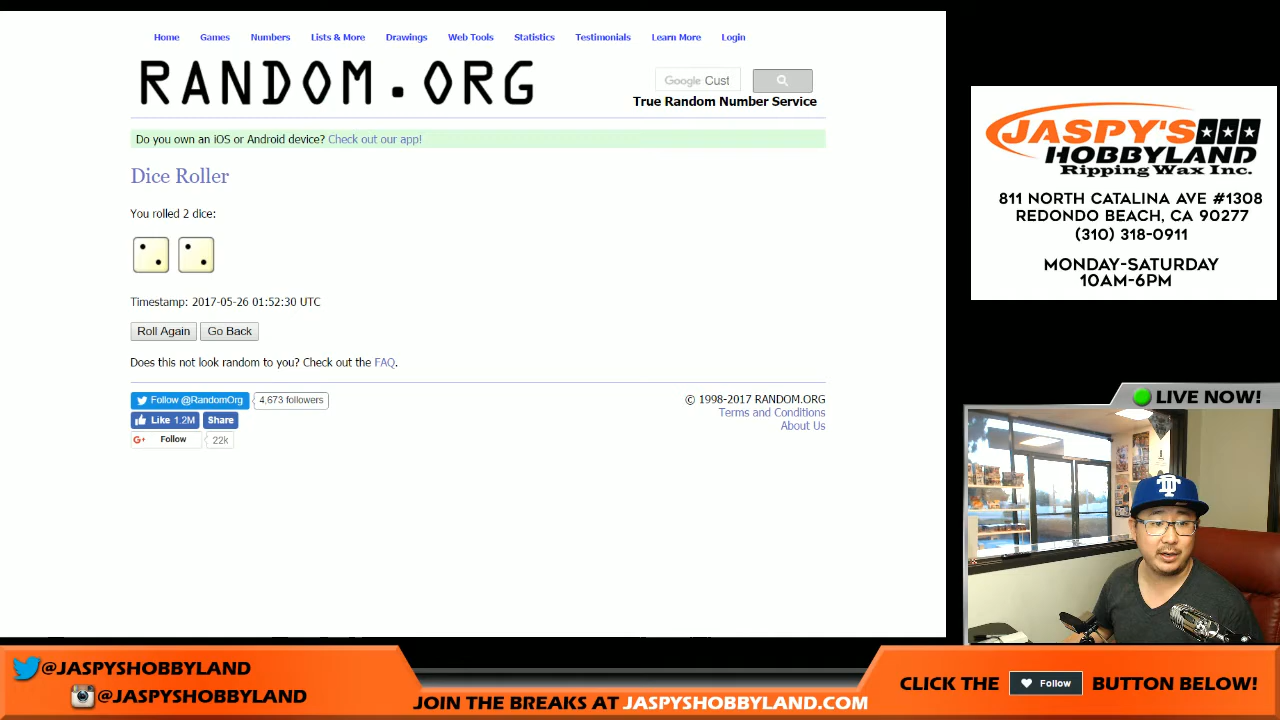 Home Games Numbers Lists & More Drawings Web Tools Statistics Testimonials Learn More Login
RANDOM.ORG
Google Cust
True Random Number Service
Do you own an iOS or Android device? Check out our app!
Dice Roller
You rolled 2 dice:
Timestamp: 2017-05-26 01:52:30 UTC
Roll Again Go Back
Does this not look random to you? Check out the FAQ.
Follow @RandomOrg 4,673 followers
Like 1.2M Share
G+ Follow 22k
© 1998-2017 RANDOM.ORG
Terms and Conditions
About Us
JASPY'S
HOBBYLAND
Ripping Wax Inc.
811 NORTH CATALINA AVE #1308
REDONDO BEACH, CA 90277
(310) 318-0911
MONDAY-SATURDAY
10AM-6PM
LIVE NOW!
@JASPYSHOBBYLAND
@JASPYSHOBBYLAND
JOIN THE BREAKS AT JASPYSHOBBYLAND.COM
CLICK THE Follow BUTTON BELOW!